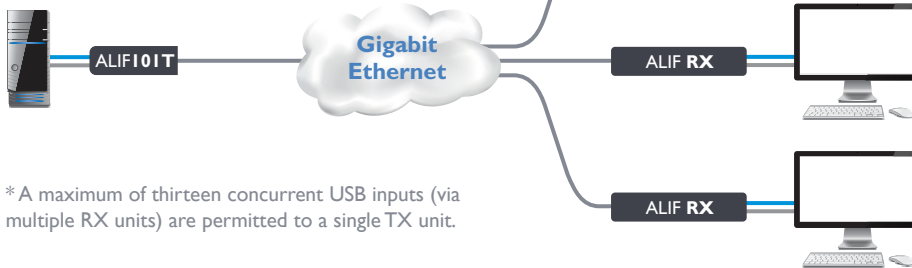 ALIF101T
Gigabit
Ethernet
ALIF RX
ALIF RX
* A maximum of thirteen concurrent USB inputs (via
multiple RX units) are permitted to a single TX unit.